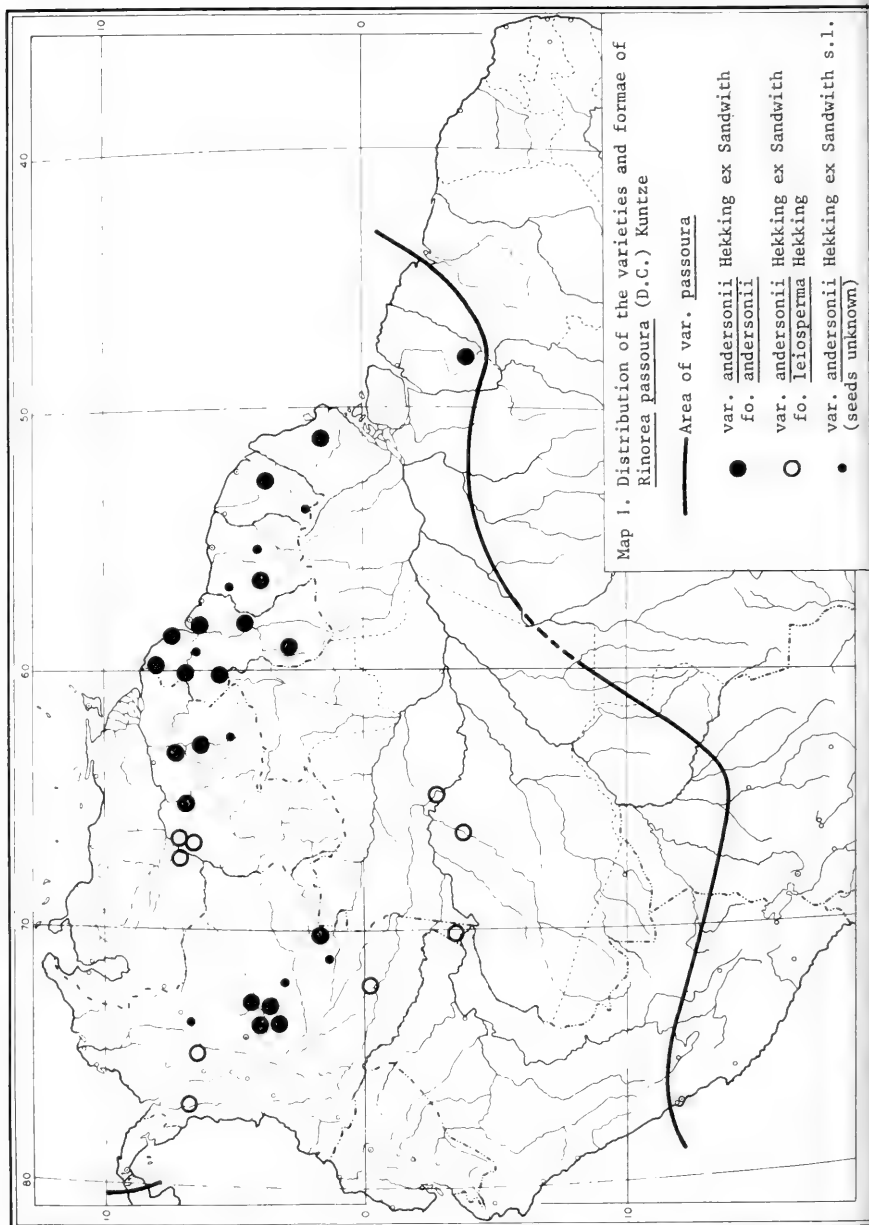 Map 1. Distribution of the varieties and formae of
Rinorea passoura (D.C.) Kuntze
Area of var. passoura
var. andersonii Hekking ex Sandwith
fo. andersonii
var. andersonii Hekking ex Sandwith
fo. leiosperma Hekking
var. andersonii Hekking ex Sandwith s.l.
(seeds unknown)
80
70
60
50
40
10
10
0
0
10